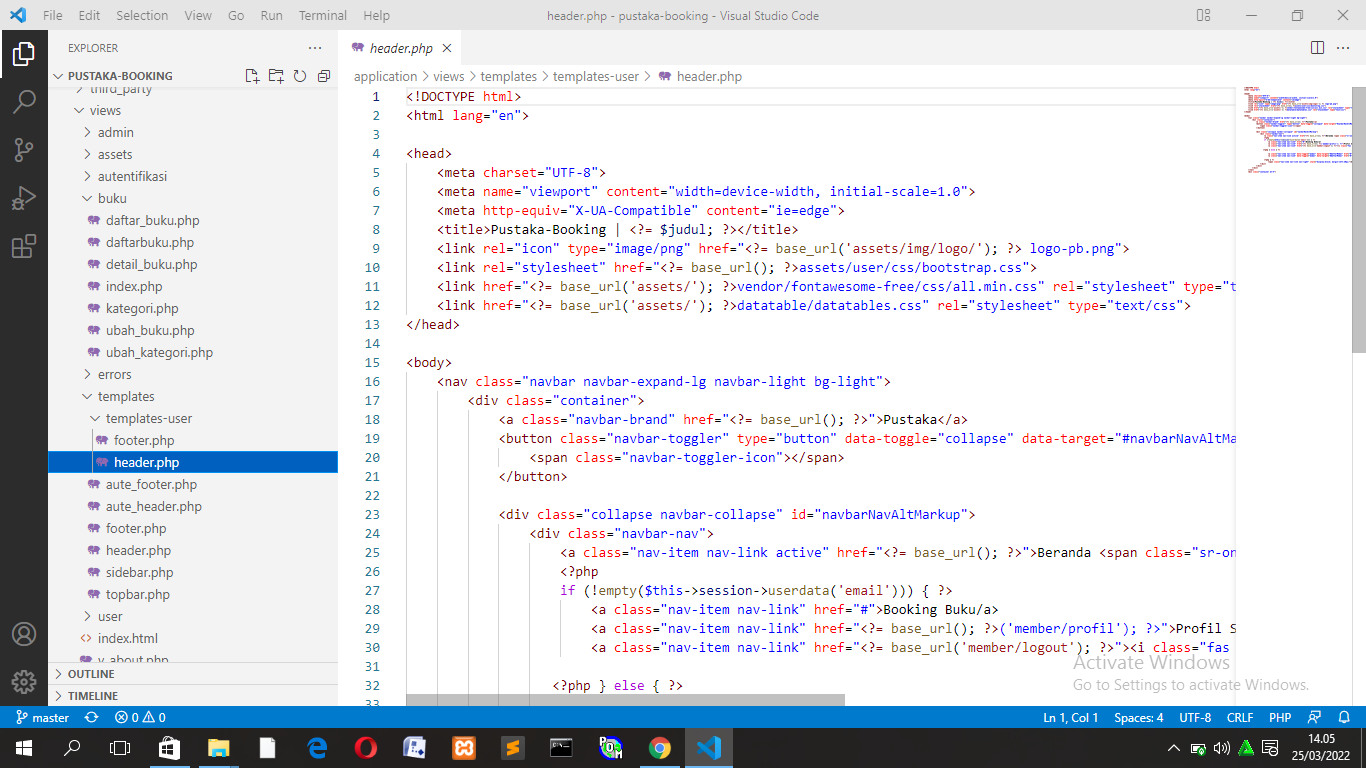 File Edit Selection View Go Run Terminal Help header.php - pustaka-booking - Visual Studio Code
EXPLORER
PUSTAKA-BOOKING
third_party
views
admin
assets
autentifikasi
buku
daftar_buku.php
daftarbuku.php
detail_buku.php
index.php
kategori.php
ubah_buku.php
ubah_kategori.php
errors
templates
templates-user
footer.php
header.php
aute_footer.php
aute_header.php
footer.php
header.php
sidebar.php
topbar.php
user
index.html
v_about.php
OUTLINE
TIMELINE
header.php
application > views > templates > templates-user > header.php
1 <!DOCTYPE html>
2 <html lang="en">
3
4 <head>
5 <meta charset="UTF-8">
6 <meta name="viewport" content="width=device-width, initial-scale=1.0">
7 <meta http-equiv="X-UA-Compatible" content="ie=edge">
8 <title>Pustaka-Booking | <?= $judul; ?></title>
9 <link rel="icon" type="image/png" href="<?= base_url('assets/img/logo/'); ?> logo-pb.png">
10 <link rel="stylesheet" href="<?= base_url(); ?>assets/user/css/bootstrap.css">
11 <link href="<?= base_url('assets/'); ?>vendor/fontawesome-free/css/all.min.css" rel="stylesheet" type="t
12 <link href="<?= base_url('assets/'); ?>datatable/datatables.css" rel="stylesheet" type="text/css">
13 </head>
14
15 <body>
16 <nav class="navbar navbar-expand-lg navbar-light bg-light">
17 <div class="container">
18 <a class="navbar-brand" href="<?= base_url(); ?>">Pustaka</a>
19 <button class="navbar-toggler" type="button" data-toggle="collapse" data-target="#navbarNavAltMa
20 <span class="navbar-toggler-icon"></span>
21 </button>
22
23 <div class="collapse navbar-collapse" id="navbarNavAltMarkup">
24 <div class="navbar-nav">
25 <a class="nav-item nav-link active" href="<?= base_url(); ?>">Beranda <span class="sr-on
26 <?php
27 if (!empty($this->session->userdata('email'))) { ?>
28 <a class="nav-item nav-link" href="#">Booking Buku/a>
29 <a class="nav-item nav-link" href="<?= base_url(); ?>('member/profil'); ?>">Profil S
30 <a class="nav-item nav-link" href="<?= base_url('member/logout'); ?>"><i class="fas
31
32 <?php } else { ?>
33
Activate Windows
Go to Settings to activate Windows.
master 0 0 Ln 1, Col 1 Spaces: 4 UTF-8 CRLF PHP
14.05
25/03/2022